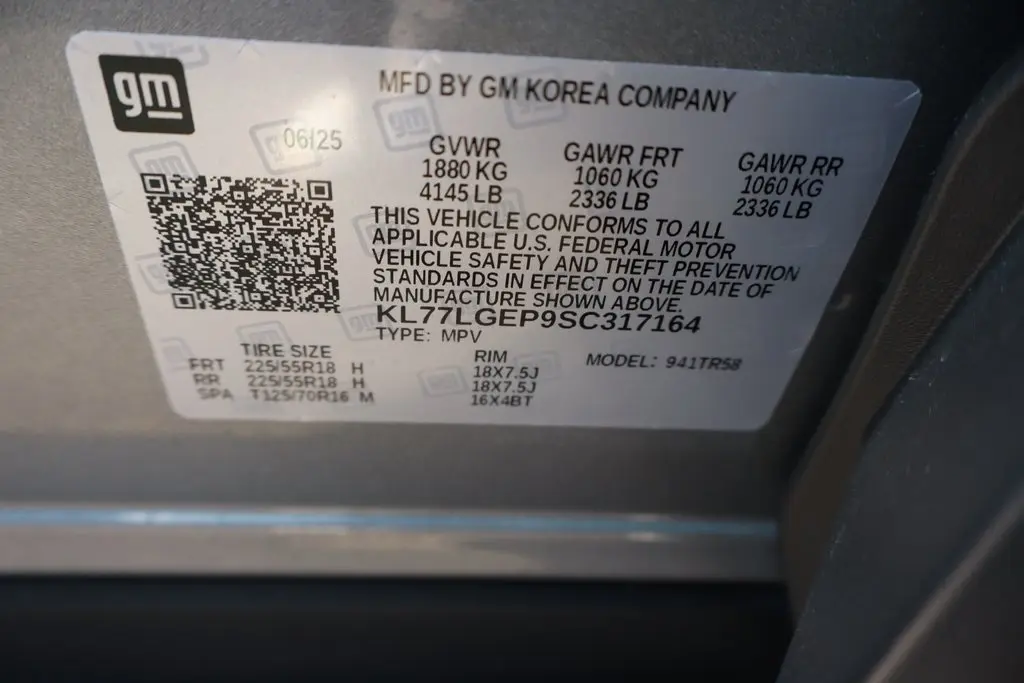 gm
MFD BY GM KOREA COMPANY
06/25
GVWR GAWR FRT GAWR RR
1880 KG 1060 KG 1060 KG
4145 LB 2336 LB 2336 LB
THIS VEHICLE CONFORMS TO ALL
APPLICABLE U.S. FEDERAL MOTOR
VEHICLE SAFETY AND THEFT PREVENTION
STANDARDS IN EFFECT ON THE DATE OF
MANUFACTURE SHOWN ABOVE.
KL77LGEP9SC317164
TYPE: MPV
TIRE SIZE RIM MODEL: 941TR58
FRT 225/55R18 H 18X7.5J
RR 225/55R18 H 18X7.5J
SPA T125/70R16 M 16X4BT